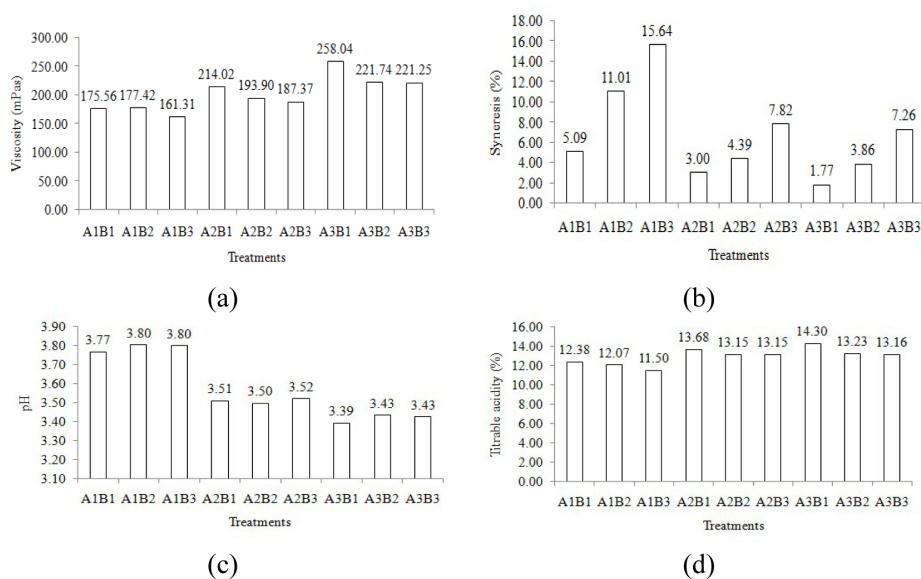 300.00
250.00
200.00
150.00
100.00
50.00
0.00
Viscosity (mPas)
175.56 177.42 161.31 214.02 193.90 187.37 258.04 221.74 221.25
A1B1 A1B2 A1B3 A2B1 A2B2 A2B3 A3B1 A3B2 A3B3
Treatments
(a)
18.00
16.00
14.00
12.00
10.00
8.00
6.00
4.00
2.00
0.00
Syneresis (%)
5.09 11.01 15.64 3.00 4.39 7.82 1.77 3.86 7.26
A1B1 A1B2 A1B3 A2B1 A2B2 A2B3 A3B1 A3B2 A3B3
Treatments
(b)
3.90
3.80
3.70
3.60
3.50
3.40
3.30
3.20
3.10
pH
3.77 3.80 3.80 3.51 3.50 3.52 3.39 3.43 3.43
A1B1 A1B2 A1B3 A2B1 A2B2 A2B3 A3B1 A3B2 A3B3
Treatments
(c)
16.00
14.00
12.00
10.00
8.00
6.00
4.00
2.00
0.00
Titrable acidity (%)
12.38 12.07 11.50 13.68 13.15 13.15 14.30 13.23 13.16
A1B1 A1B2 A1B3 A2B1 A2B2 A2B3 A3B1 A3B2 A3B3
Treatments
(d)